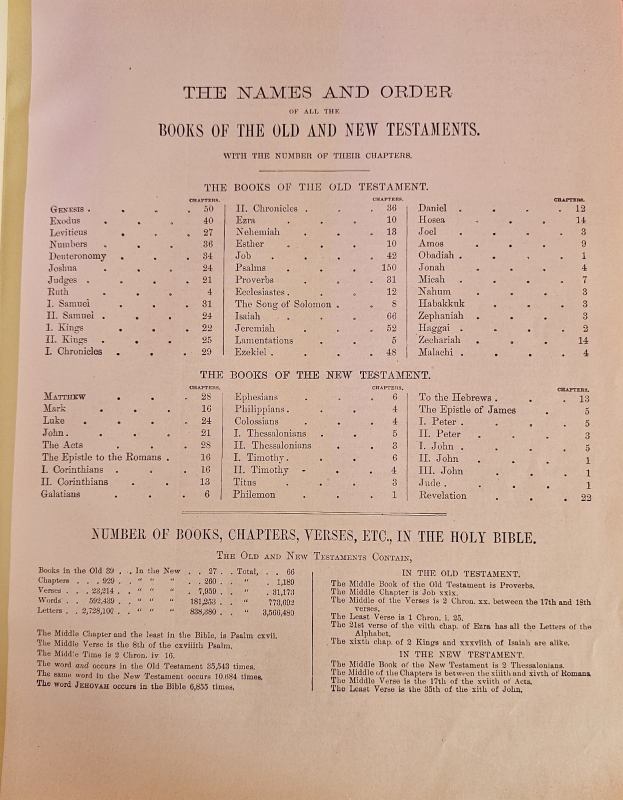 THE NAMES AND ORDER
OF ALL THE
BOOKS OF THE OLD AND NEW TESTAMENTS.
WITH THE NUMBER OF THEIR CHAPTERS.
THE BOOKS OF THE OLD TESTAMENT.
CHAPTERS.
GENESIS . . . . 50
Exodus . . . 40
Leviticus . . . 27
Numbers . . . . 36
Deuteronomy . . . 34
Joshua . . . 24
Judges . . . . 21
Ruth . . . 4
I. Samuel . . . 31
II. Samuel . . . . 24
I. Kings . . . 22
II. Kings . . . 25
I. Chronicles . . . 29
CHAPTERS.
II. Chronicles . . . 36
Ezra . . . 10
Nehemiah . . . 13
Esther . . . 10
Job . . . . 42
Psalms . . . 150
Proverbs . . . 31
Ecclesiastes . . . 12
The Song of Solomon . . 8
Isaiah . . . 66
Jeremiah . . . 52
Lamentations . . . 5
Ezekiel . . . . 48
CHAPTERS.
Daniel . . . . 12
Hosea . . . . 14
Joel . . . . 3
Amos . . . . 9
Obadiah . . . . 1
Jonah . . . . 4
Micah . . . . 7
Nahum . . . . 3
Habakkuk . . . . 3
Zephaniah . . . . 3
Haggai . . . . 2
Zechariah . . . . 14
Malachi . . . . 4
THE BOOKS OF THE NEW TESTAMENT.
CHAPTERS.
MATTHEW . . . 28
Mark . . . 16
Luke . . . . 24
John . . . . 21
The Acts . . . 28
The Epistle to the Romans . 16
I. Corinthians . . . 16
II. Corinthians . . . 13
Galatians . . . 6
CHAPTERS.
Ephesians . . . 6
Philippians . . . 4
Colossians . . . 4
I. Thessalonians . . 5
II. Thessalonians . . 3
I. Timothy . . . 6
II. Timothy - . . 4
Titus . . . 3
Philemon . . . 1
CHAPTERS.
To the Hebrews . . . 13
The Epistle of James . 5
I. Peter . . . . 5
II. Peter . . . . 3
I. John . . . . 5
II. John . . . . 1
III. John . . . . 1
Jude . . . . 1
Revelation . . . . 22
NUMBER OF BOOKS, CHAPTERS, VERSES, ETC., IN THE HOLY BIBLE.
THE OLD AND NEW TESTAMENTS CONTAIN,
Books in the Old 39 . . In the New . . 27 . . Total, . . 66
Chapters . . . 929 . . " " " . . 260 . . " . 1,189
Verses . . . 23,214 . . " " " . 7,959 . . " . 31,173
Words . . 592,439 . . " " " 181,253 . . " 773,692
Letters . . 2,728,100 . . " " " 838,380 . . " 3,566,480
The Middle Chapter and the least in the Bible, is Psalm cxvii.
The Middle Verse is the 8th of the cxviiith Psalm.
The Middle Time is 2 Chron. iv 16.
The word and occurs in the Old Testament 35,543 times.
The same word in the New Testament occurs 10,684 times.
The word JEHOVAH occurs in the Bible 6,855 times.
IN THE OLD TESTAMENT.
The Middle Book of the Old Testament is Proverbs.
The Middle Chapter is Job xxix.
The Middle of the Verses is 2 Chron. xx. between the 17th and 18th
verses.
The Least Verse is 1 Chron. i. 25.
The 21st verse of the viith chap. of Ezra has all the Letters of the
Alphabet.
The xixth chap. of 2 Kings and xxxviith of Isaiah are alike.
IN THE NEW TESTAMENT.
The Middle Book of the New Testament is 2 Thessalonians.
The Middle of the Chapters is between the xiiith and xivth of Romans
The Middle Verse is the 17th of the xviith of Acts.
The Least Verse is the 35th of the xith of John.